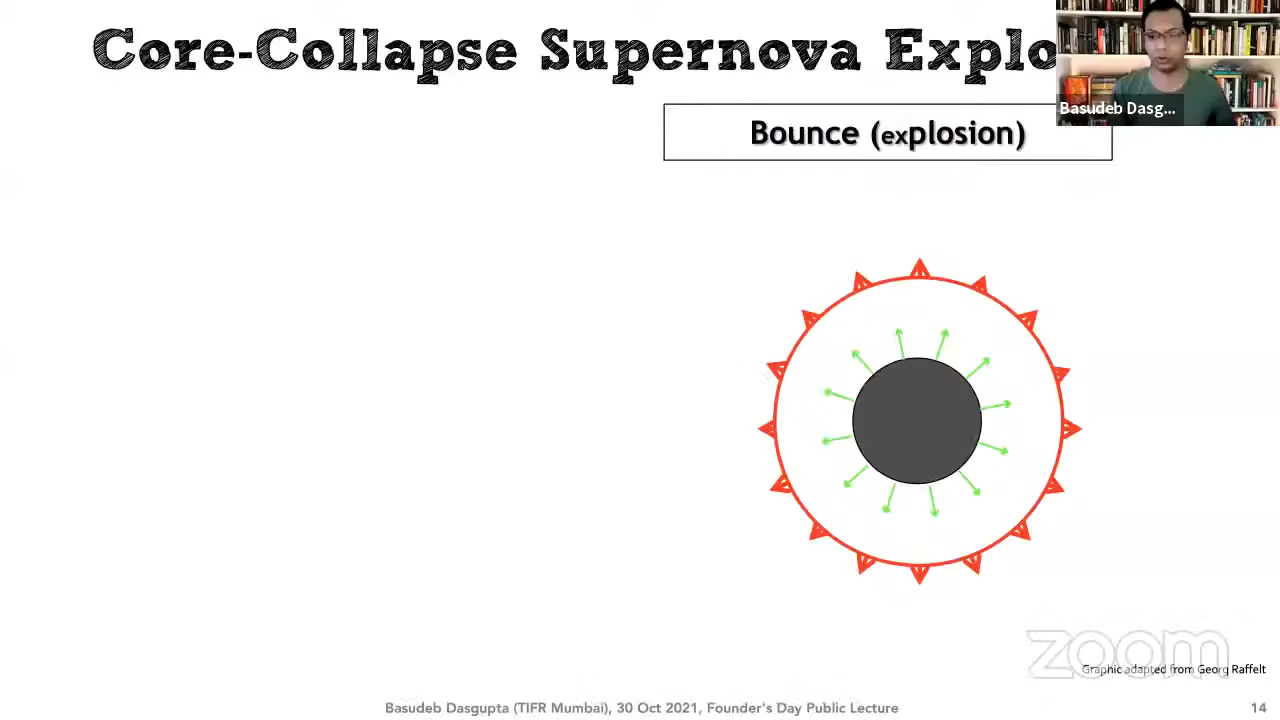 Core-Collapse Supernova Explo
Basudeb Dasg...
Bounce (explosion)
zoom
Graphic adapted from Georg Raffelt
Basudeb Dasgupta (TIFR Mumbai), 30 Oct 2021, Founder's Day Public Lecture
14